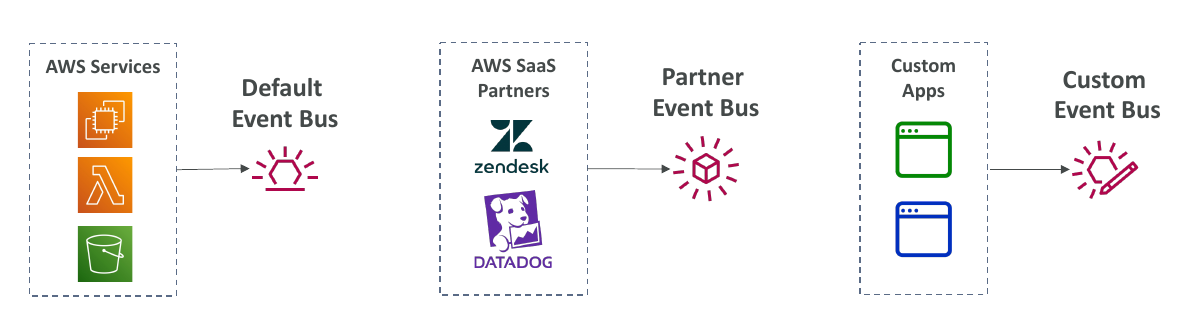 AWS Services
Default
Event Bus
AWS SaaS
Partners
zendesk
DATADOG
Partner
Event Bus
Custom
Apps
Custom
Event Bus